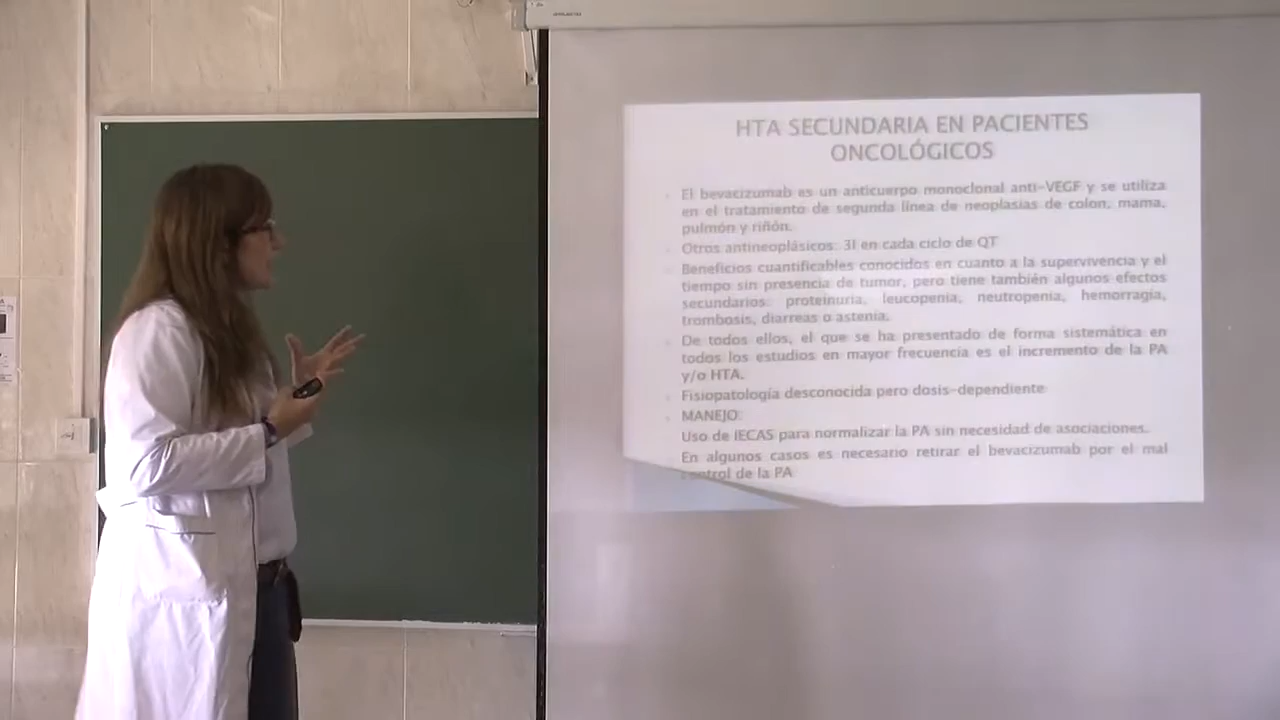 HTA SECUNDARIA EN PACIENTES
ONCOLÓGICOS
El bevacizumab es un anticuerpo monoclonal anti-VEGF y se utiliza
en el tratamiento de segunda línea de neoplasias de colon, mama,
pulmón y riñón.
Otros antineoplásicos: 3I en cada ciclo de QT
Beneficios cuantificables conocidos en cuanto a la supervivencia y el
tiempo sin presencia de tumor, pero tiene también algunos efectos
secundarios: proteinuria, leucopenia, neutropenia, hemorragia,
trombosis, diarreas o astenia.
De todos ellos, el que se ha presentado de forma sistemática en
todos los estudios en mayor frecuencia es el incremento de la PA
y/o HTA.
Fisiopatología desconocida pero dosis-dependiente
MANEJO:
Uso de IECAS para normalizar la PA sin necesidad de asociaciones.
En algunos casos es necesario retirar el bevacizumab por el mal
control de la PA